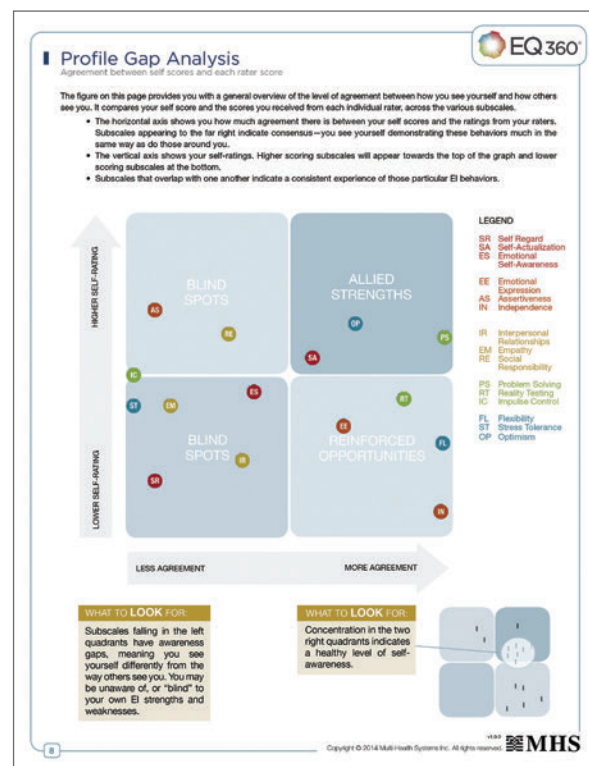 EQ 360°
Profile Gap Analysis
Agreement between self scores and each rater score
The figure on this page provides you with a general overview of the level of agreement between how you see yourself and how others
see you. It compares your self score and the scores you received from each individual rater, across the various subscales.
• The horizontal axis shows you how much agreement there is between your self scores and the ratings from your raters.
Subscales appearing to the far right indicate consensus—you see yourself demonstrating these behaviors much in the
same way as do those around you.
• The vertical axis shows your self-ratings. Higher scoring subscales will appear towards the top of the graph and lower
scoring subscales at the bottom.
• Subscales that overlap with one another indicate a consistent experience of those particular EI behaviors.
HIGHER SELF-RATING
LOWER SELF-RATING
BLIND
SPOTS
AS
RE
IC
ALLIED
STRENGTHS
OP
PS
SA
ST
EM
ES
BLIND
SPOTS
IR
SR
RT
EE
REINFORCED
OPPORTUNITIES
FL
IN
LESS AGREEMENT
MORE AGREEMENT
LEGEND
SR Self Regard
SA Self-Actualization
ES Emotional
Self-Awareness
EE Emotional
Expression
AS Assertiveness
IN Independence
IR Interpersonal
Relationships
EM Empathy
RE Social
Responsibility
PS Problem Solving
RT Reality Testing
IC Impulse Control
FL Flexibility
ST Stress Tolerance
OP Optimism
WHAT TO LOOK FOR:
Subscales falling in the left
quadrants have awareness
gaps, meaning you see
yourself differently from the
way others see you. You may
be unaware of, or "blind" to
your own EI strengths and
weaknesses.
WHAT TO LOOK FOR:
Concentration in the two
right quadrants indicates
a healthy level of self-
awareness.
8
Copyright © 2014 Multi-Health Systems Inc. All rights reserved.
MHS